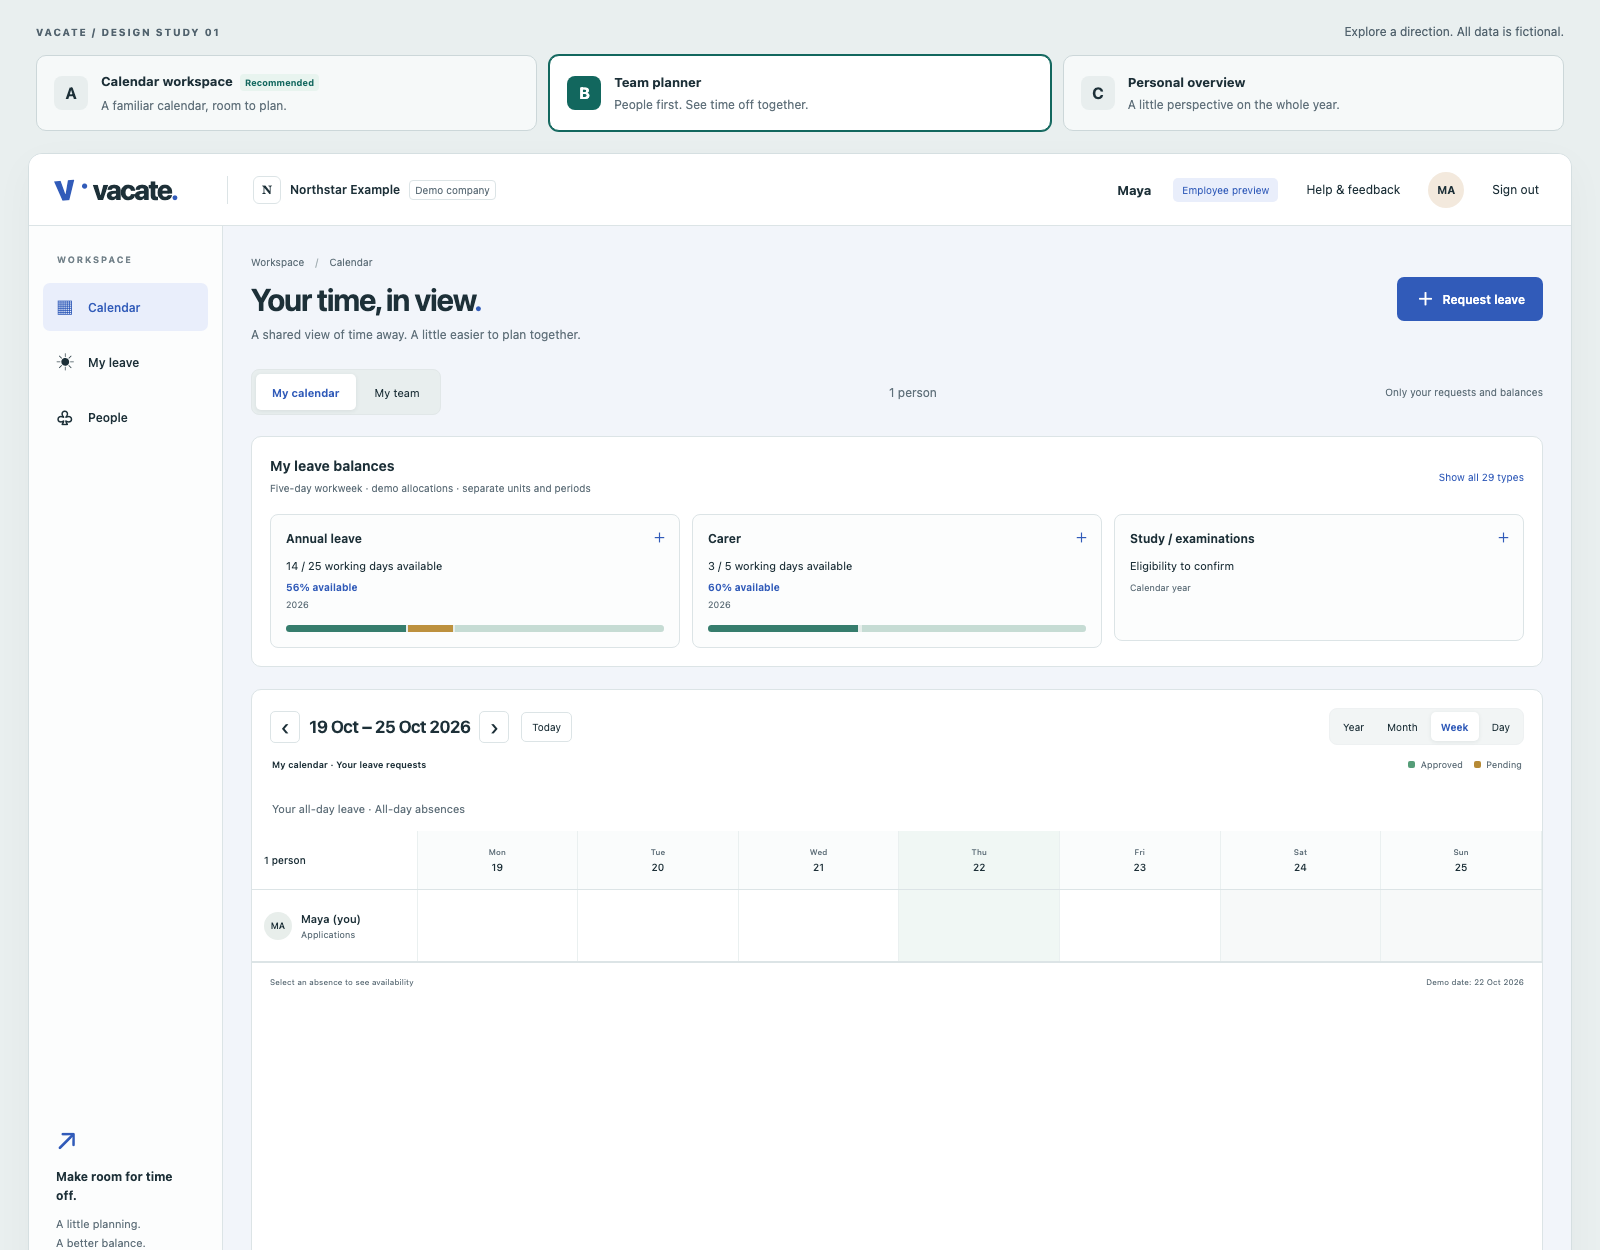 VACATE / DESIGN STUDY 01
Explore a direction. All data is fictional.
A
Calendar workspace Recommended
A familiar calendar, room to plan.
B
Team planner
People first. See time off together.
C
Personal overview
A little perspective on the whole year.
V vacate.
N
Northstar Example Demo company
Maya
Employee preview
Help & feedback
MA
Sign out
WORKSPACE
Calendar
My leave
People
Workspace / Calendar
Your time, in view.
A shared view of time away. A little easier to plan together.
Request leave
My calendar
My team
1 person
Only your requests and balances
My leave balances
Five-day workweek · demo allocations · separate units and periods
Show all 29 types
Annual leave
14 / 25 working days available
56% available
2026
Carer
3 / 5 working days available
60% available
2026
Study / examinations
Eligibility to confirm
Calendar year
19 Oct – 25 Oct 2026
Today
Year
Month
Week
Day
My calendar · Your leave requests
Approved
Pending
Your all-day leave · All-day absences
1 person
Mon
19
Tue
20
Wed
21
Thu
22
Fri
23
Sat
24
Sun
25
MA
Maya (you)
Applications
Select an absence to see availability
Demo date: 22 Oct 2026
Make room for time
off.
A little planning.
A better balance.